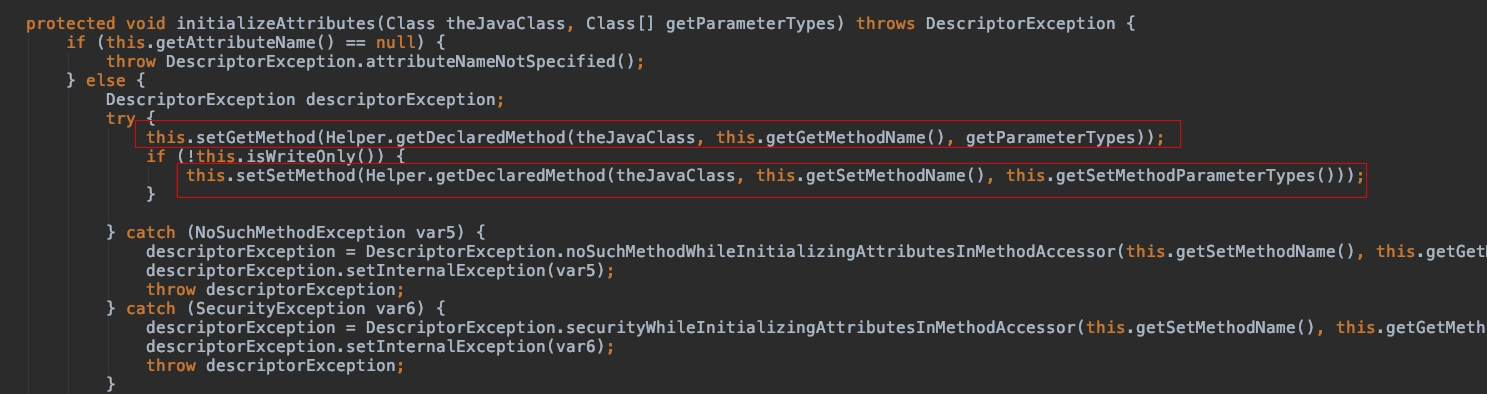 protected void initializeAttributes(Class theJavaClass, Class[] getParameterTypes) throws DescriptorException {
    if (this.getAttributeName() == null) {
        throw DescriptorException.attributeNameNotSpecified();
    } else {
        DescriptorException descriptorException;
        try {
            this.setGetMethod(Helper.getDeclaredMethod(theJavaClass, this.getGetMethodName(), getParameterTypes));
            if (!this.isWriteOnly()) {
                this.setSetMethod(Helper.getDeclaredMethod(theJavaClass, this.getSetMethodName(), this.getSetMethodParameterTypes()));
            }
        } catch (NoSuchMethodException var5) {
            descriptorException = DescriptorException.noSuchMethodWhileInitializingAttributesInMethodAccessor(this.getSetMethodName(), this.getGet
            descriptorException.setInternalException(var5);
            throw descriptorException;
        } catch (SecurityException var6) {
            descriptorException = DescriptorException.securityWhileInitializingAttributesInMethodAccessor(this.getSetMethodName(), this.getGetMeth
            descriptorException.setInternalException(var6);
            throw descriptorException;
        }